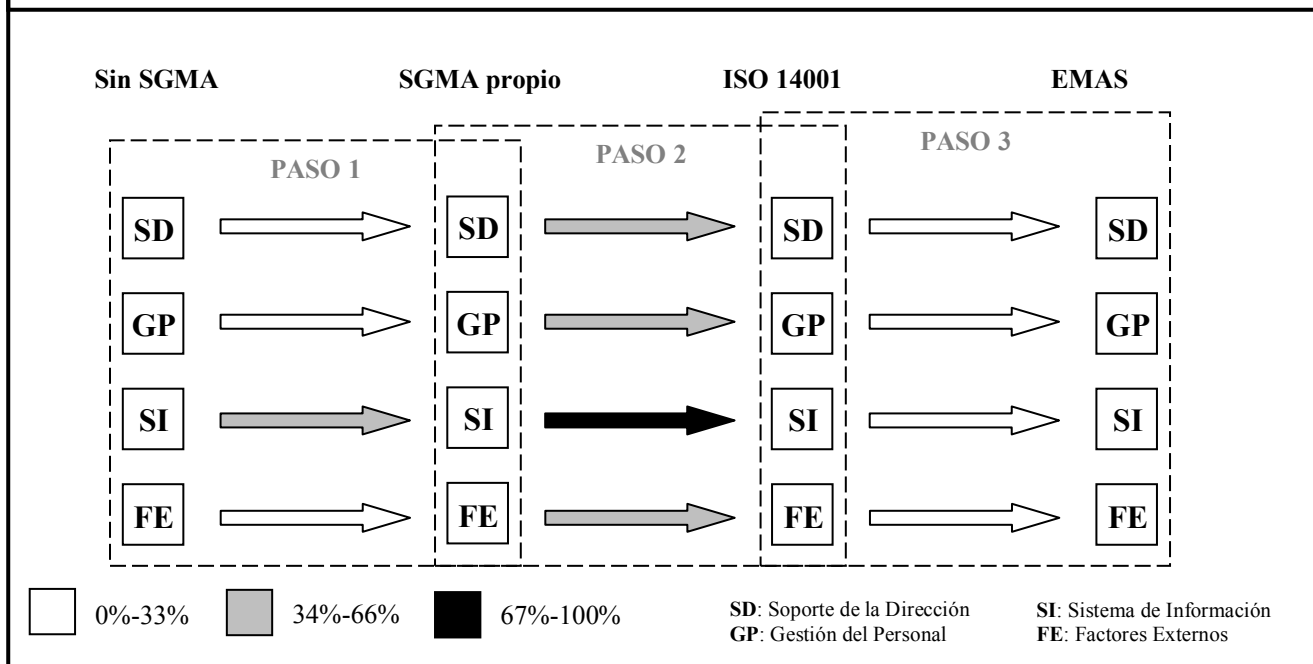 Sin SGMA SGMA propio ISO 14001 EMAS
PASO 1 PASO 2 PASO 3
SD SD SD SD
GP GP GP GP
SI SI SI SI
FE FE FE FE
0%-33% 34%-66% 67%-100%
SD: Soporte de la Dirección SI: Sistema de Información
GP: Gestión del Personal FE: Factores Externos